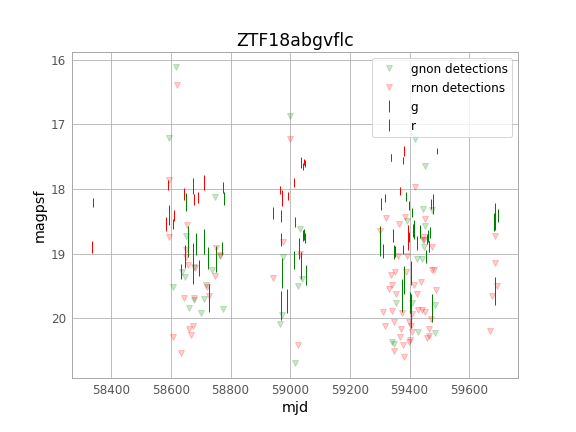 ZTF18abgvflc
16
17
18
19
20
magpsf
gnon detections
rnon detections
g
r
58400 58600 58800 59000 59200 59400 59600
mjd